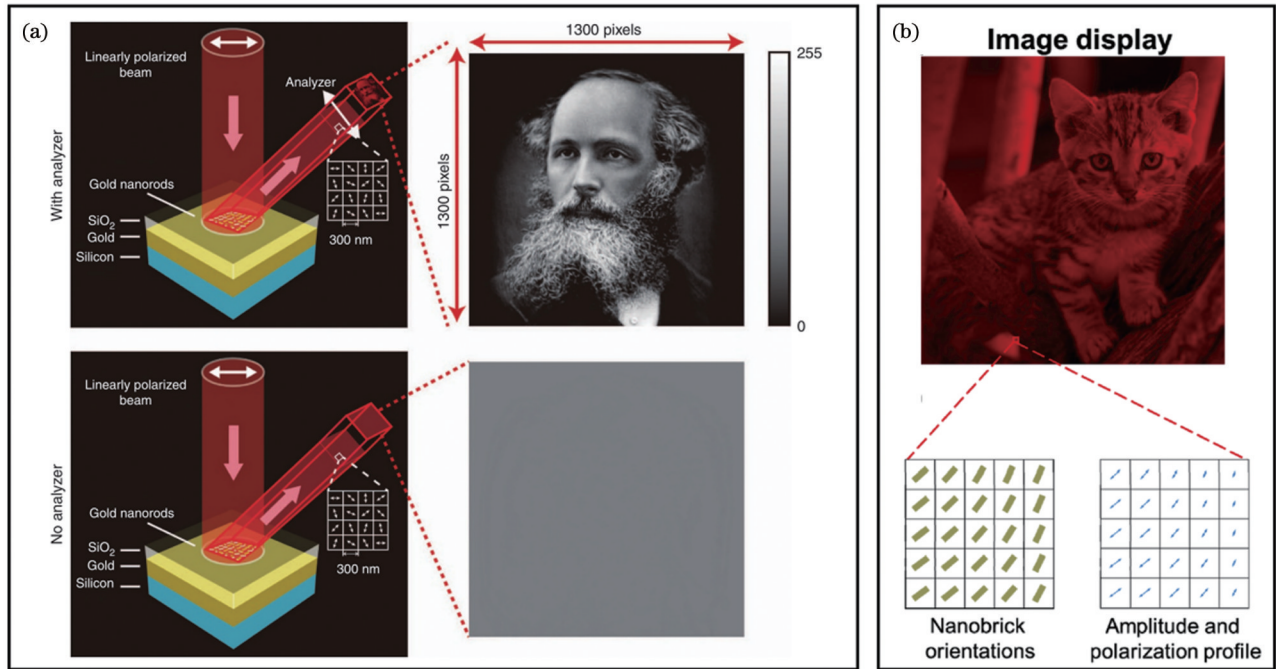 (a)
Linearly polarized
beam
Analyzer
Gold nanorods
SiO2
Gold
Silicon
300 nm
With analyzer
1300 pixels
1300 pixels
255
0
Linearly polarized
beam
Gold nanorods
SiO2
Gold
Silicon
300 nm
No analyzer
(b)
Image display
Nanobrick
orientations
Amplitude and
polarization profile